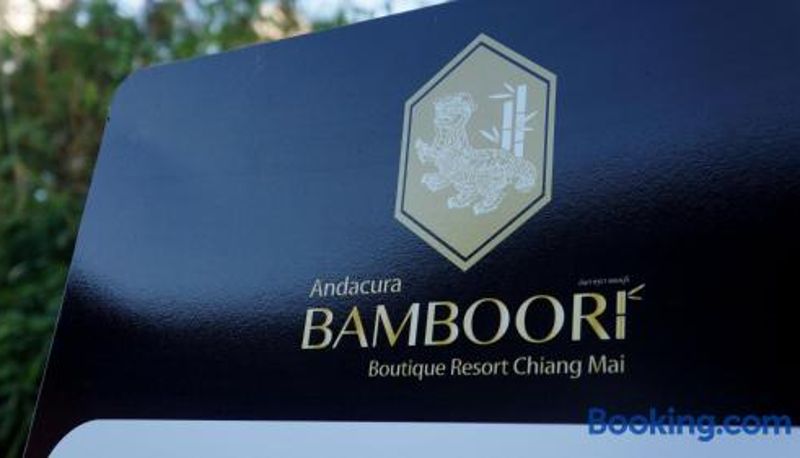 Andacura
BAMBOORI
Boutique Resort Chiang Mai
Booking.com